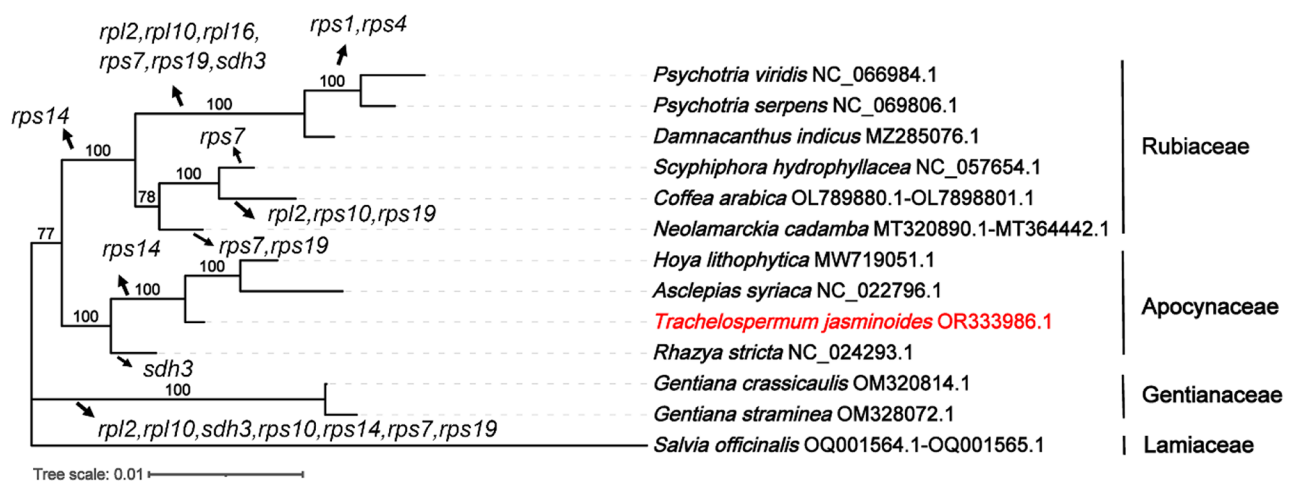 rpl2,rpl10,rpl16,
rps7,rps19,sdh3
rps1,rps4
100
Psychotria viridis NC_066984.1
100
Psychotria serpens NC_069806.1
rps14
rps7
Damnacanthus indicus MZ285076.1
Rubiaceae
100
Scyphiphora hydrophyllacea NC_057654.1
100
78
Coffea arabica OL789880.1-OL7898801.1
rpl2,rps10,rps19
77
Neolamarckia cadamba MT320890.1-MT364442.1
rps14
rps7,rps19
100
Hoya lithophytica MW719051.1
100
Asclepias syriaca NC_022796.1
Apocynaceae
100
Trachelospermum jasminoides OR333986.1
Rhazya stricta NC_024293.1
sdh3
100
Gentiana crassicaulis OM320814.1
Gentianaceae
Gentiana straminea OM328072.1
rpl2,rpl10,sdh3,rps10,rps14,rps7,rps19
Salvia officinalis OQ001564.1-OQ001565.1
Lamiaceae
Tree scale: 0.01